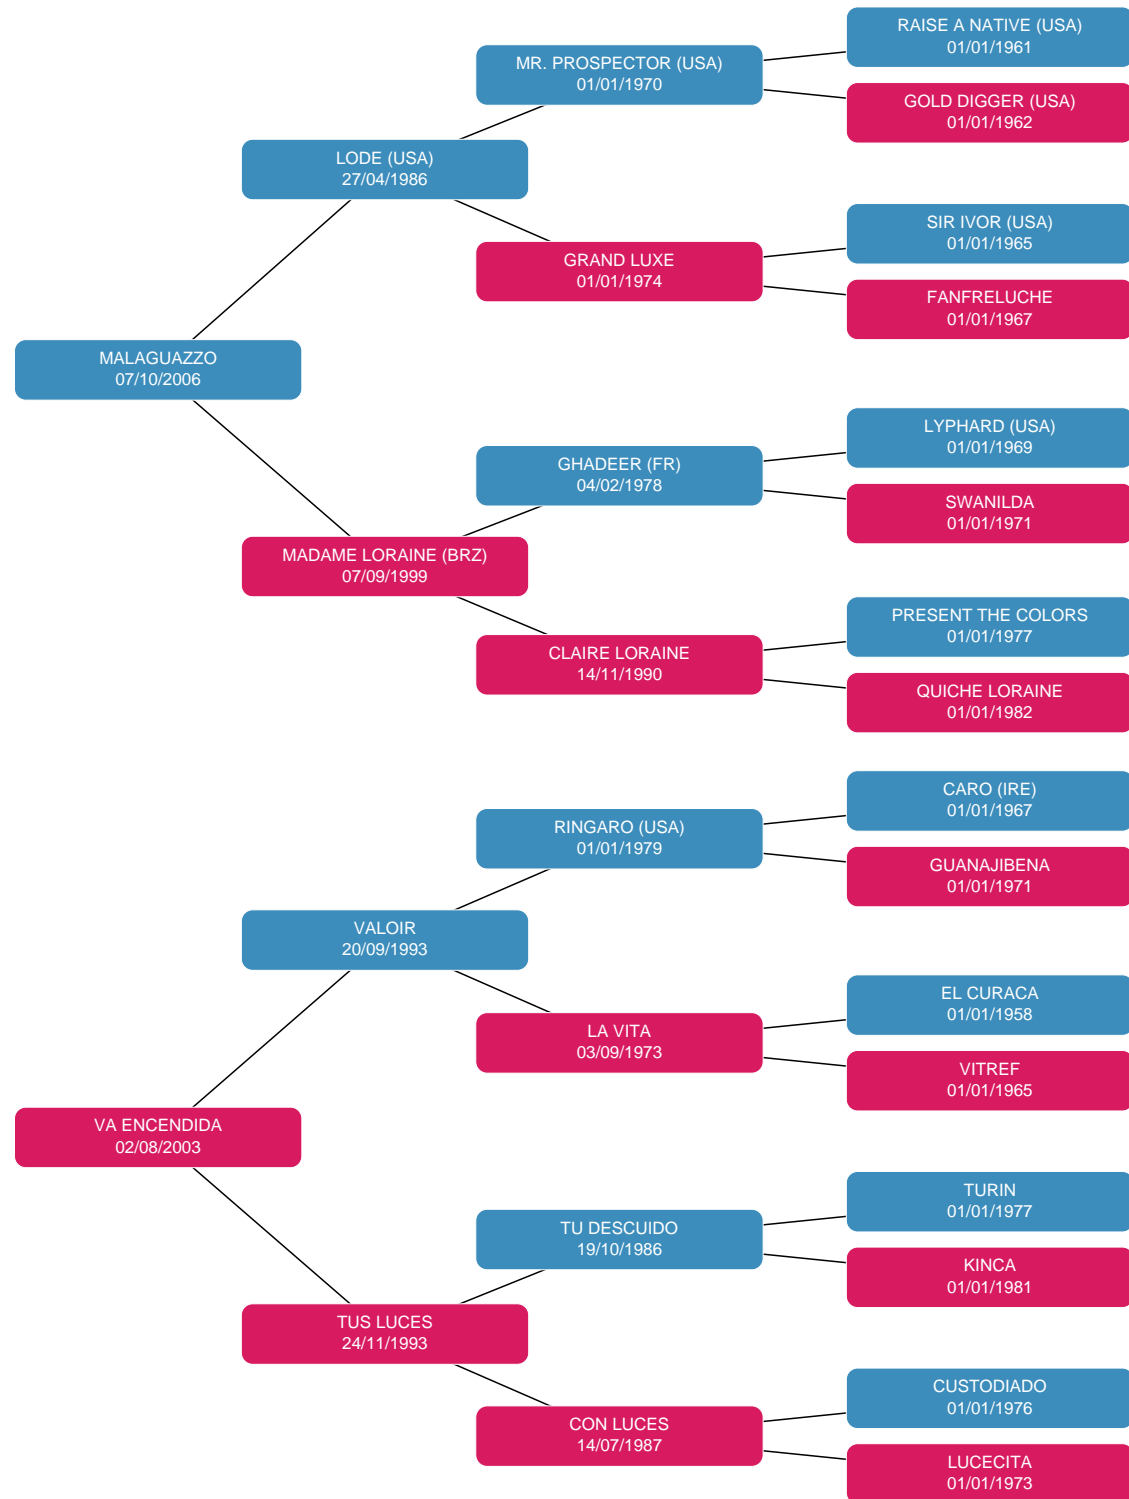 RAISE A NATIVE (USA)
01/01/1961
MR. PROSPECTOR (USA)
01/01/1970
GOLD DIGGER (USA)
01/01/1962
LODE (USA)
27/04/1986
SIR IVOR (USA)
01/01/1965
GRAND LUXE
01/01/1974
FANFRELUCHE
01/01/1967
MALAGUAZZO
07/10/2006
LYPHARD (USA)
01/01/1969
GHADEER (FR)
04/02/1978
SWANILDA
01/01/1971
MADAME LORAINE (BRZ)
07/09/1999
PRESENT THE COLORS
01/01/1977
CLAIRE LORAINE
14/11/1990
QUICHE LORAINE
01/01/1982
CARO (IRE)
01/01/1967
RINGARO (USA)
01/01/1979
GUANAJIBENA
01/01/1971
VALOIR
20/09/1993
EL CURACA
01/01/1958
LA VITA
03/09/1973
VITREF
01/01/1965
VA ENCENDIDA
02/08/2003
TURIN
01/01/1977
TU DESCUIDO
19/10/1986
KINCA
01/01/1981
TUS LUCES
24/11/1993
CUSTODIADO
01/01/1976
CON LUCES
14/07/1987
LUCECITA
01/01/1973